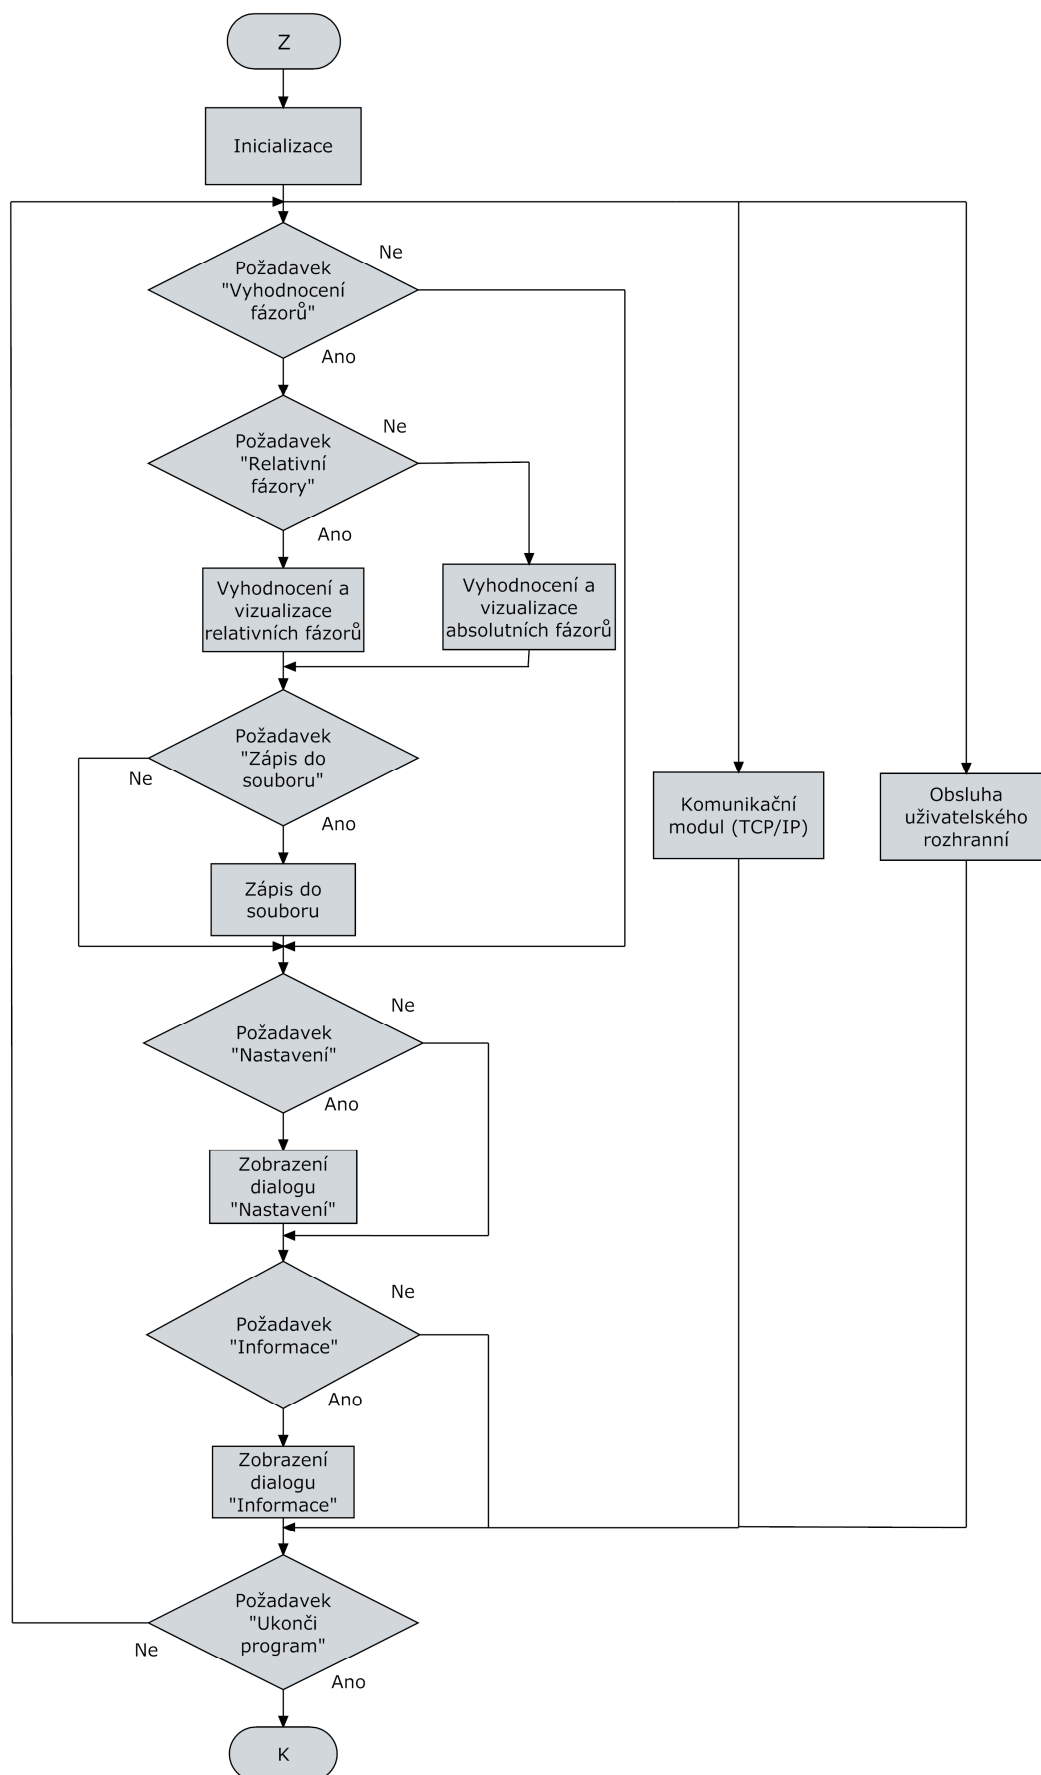 Z
Inicializace
Ne
Požadavek
"Vyhodnocení
fázorů"
Ano
Ne
Požadavek
"Relativní
fázory"
Ano
Vyhodnocení a
vizualizace
relativních fázorů
Vyhodnocení a
vizualizace
absolutních fázorů
Požadavek
"Zápis do
souboru"
Ne
Ano
Komunikační
modul (TCP/IP)
Obsluha
uživatelského
rozhranní
Zápis do
souboru
Ne
Požadavek
"Nastavení"
Ano
Zobrazení
dialogu
"Nastavení"
Ne
Požadavek
"Informace"
Ano
Zobrazení
dialogu
"Informace"
Požadavek
"Ukonči
program"
Ne
Ano
K